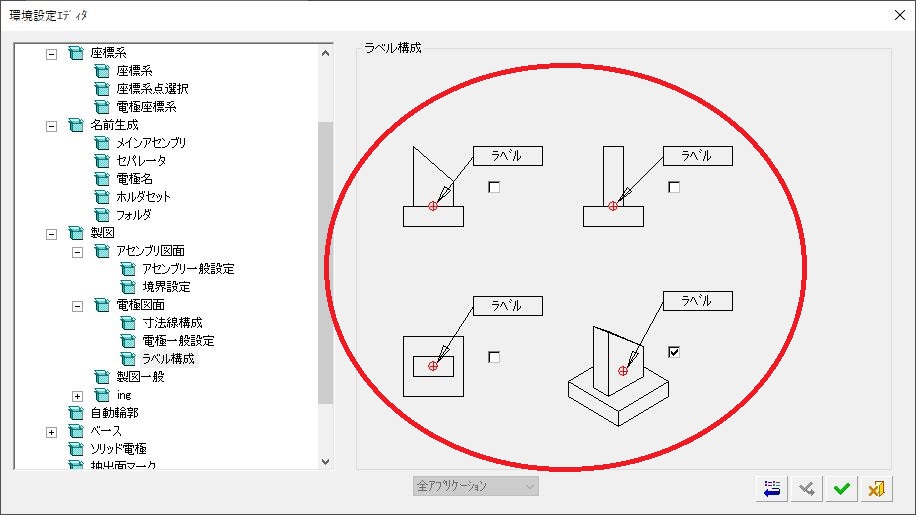 環境設定ｴﾃﾞｨﾀ
座標系
座標系
座標系点選択
電極座標系
名前生成
メインアセンブリ
セパレータ
電極名
ホルダセット
フォルダ
製図
アセンブリ図面
アセンブリ一般設定
境界設定
電極図面
寸法線構成
電極一般設定
ラベル構成
製図一般
ing
自動輪郭
ベース
ソリッド電極
抽出面マーク
ラベル構成
ﾗﾍﾞﾙ
ﾗﾍﾞﾙ
ﾗﾍﾞﾙ
ﾗﾍﾞﾙ
全アプリケーション